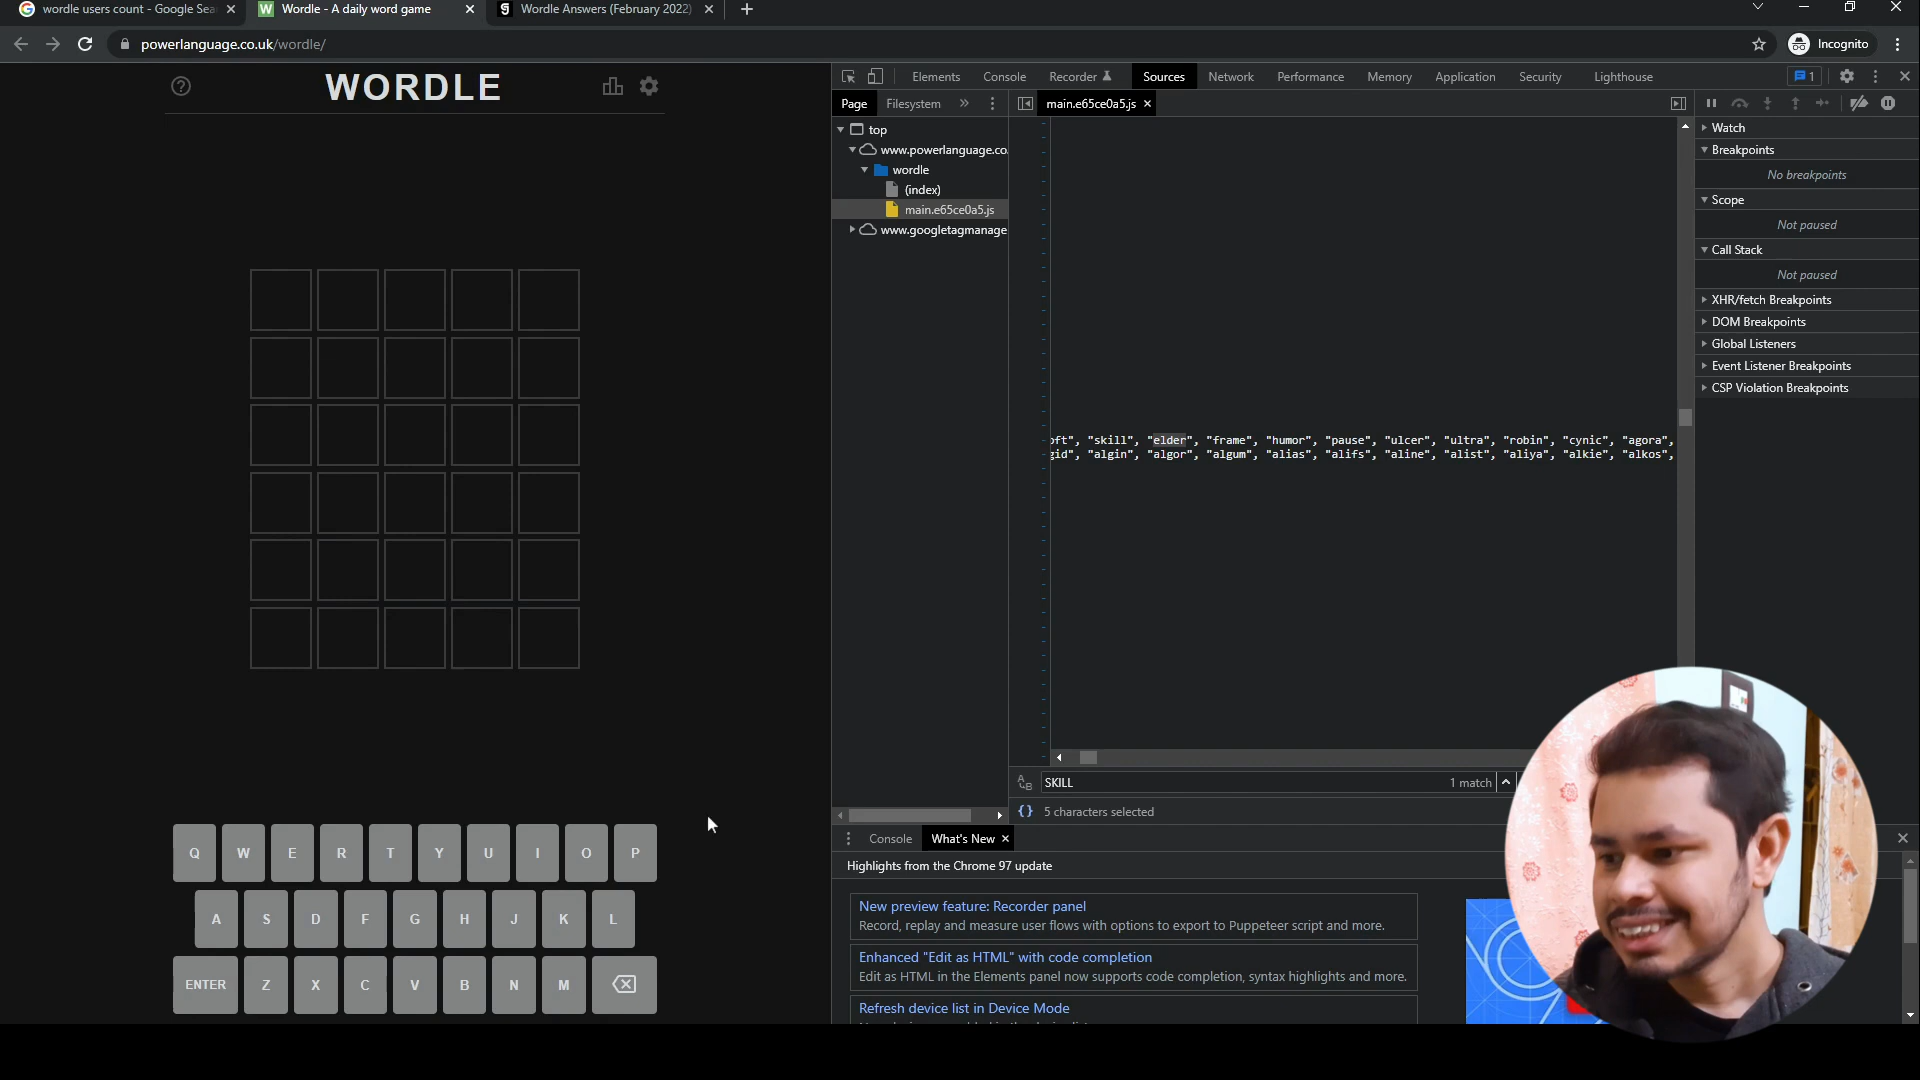 wordle users count - Google Sea
Wordle - A daily word game
Wordle Answers (February 2022)
powerlanguage.co.uk/wordle/
Incognito
WORDLE
Elements Console Recorder Sources Network Performance Memory Application Security Lighthouse 1
Page Filesystem
main.e65ce0a5.js
top
www.powerlanguage.co.
wordle
(index)
main.e65ce0a5.js
www.googletagmanage
oft", "skill", "elder", "frame", "humor", "pause", "ulcer", "ultra", "robin", "cynic", "agora",
gid", "algin", "algor", "algum", "alias", "alifs", "aline", "alist", "aliya", "alkie", "alkos",
Watch
Breakpoints
No breakpoints
Scope
Not paused
Call Stack
Not paused
XHR/fetch Breakpoints
DOM Breakpoints
Global Listeners
Event Listener Breakpoints
CSP Violation Breakpoints
SKILL 1 match
{} 5 characters selected
Console What's New
Highlights from the Chrome 97 update
New preview feature: Recorder panel
Record, replay and measure user flows with options to export to Puppeteer script and more.
Enhanced "Edit as HTML" with code completion
Edit as HTML in the Elements panel now supports code completion, syntax highlights and more.
Refresh device list in Device Mode
Q W E R T Y U I O P
A S D F G H J K L
ENTER Z X C V B N M